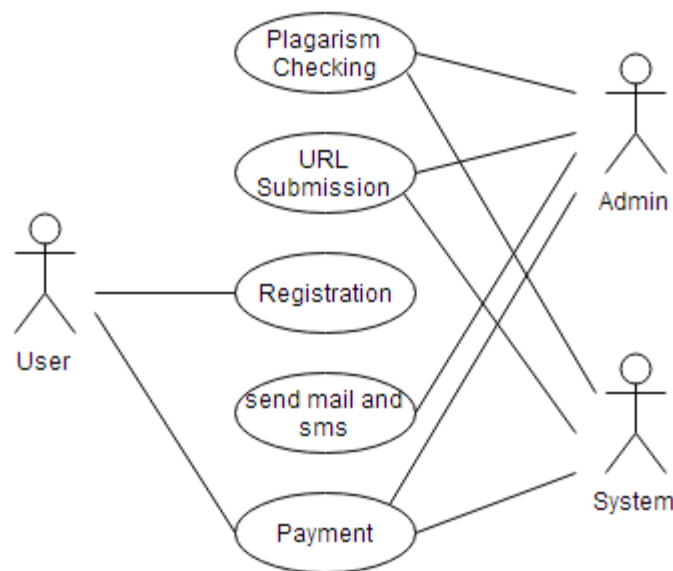 Plagarism
Checking
URL
Submission
Admin
Registration
User
send mail and
sms
System
Payment